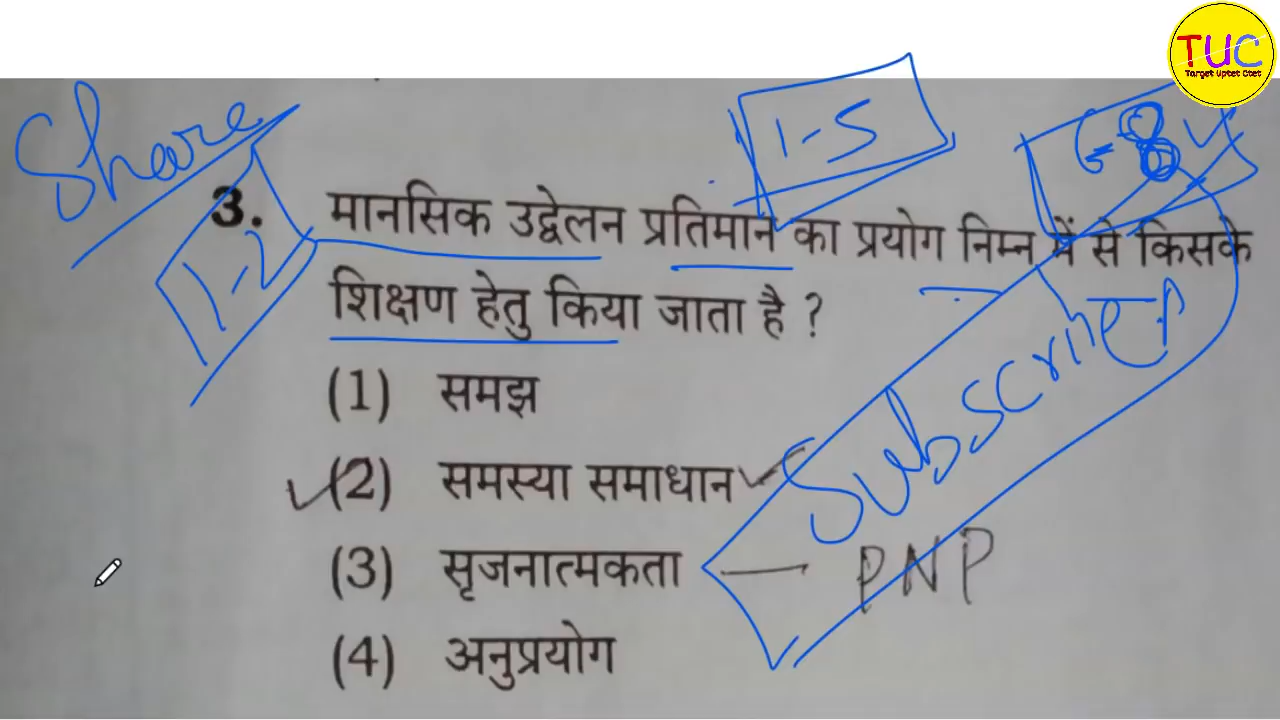 TUC
Target Uptet Ctet
Share
1-2
1-5
6-8
3. मानसिक उद्वेलन प्रतिमान का प्रयोग निम्न में से किसके
शिक्षण हेतु किया जाता है ?
(1) समझ
(2) समस्या समाधान
(3) सृजनात्मकता — PNP
(4) अनुप्रयोग